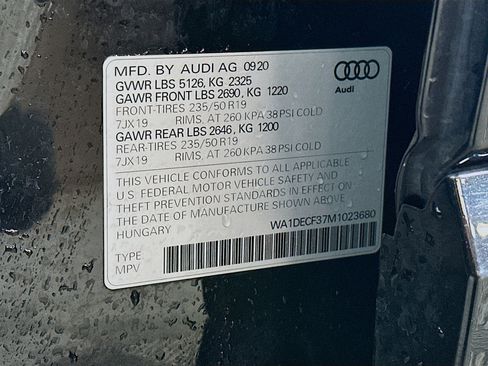 MFD. BY AUDI AG 09/20
GVWR LBS 5126, KG 2325
GAWR FRONT LBS 2690, KG 1220
FRONT-TIRES 235/50 R19
7JX19 RIMS, AT 260 KPA 38 PSI COLD
GAWR REAR LBS 2646, KG 1200
REAR-TIRES 235/50 R19
7JX19 RIMS, AT 260 KPA 38 PSI COLD
Audi
THIS VEHICLE CONFORMS TO ALL APPLICABLE
U.S. FEDERAL MOTOR VEHICLE SAFETY AND
THEFT PREVENTION STANDARDS IN EFFECT ON
THE DATE OF MANUFACTURE SHOWN ABOVE
HUNGARY
WA1DECF37M1023680
TYPE
MPV